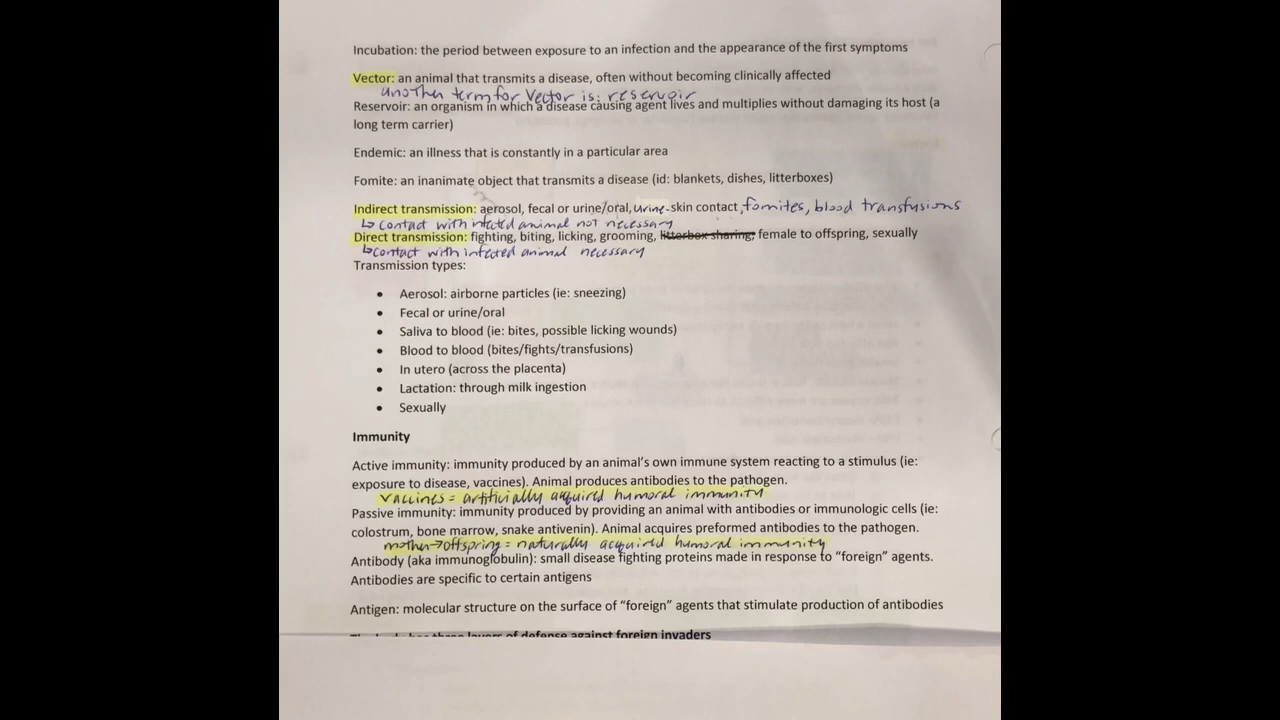 Incubation: the period between exposure to an infection and the appearance of the first symptoms
Vector: an animal that transmits a disease, often without becoming clinically affected
another term for Vector is: reservoir
Reservoir: an organism in which a disease causing agent lives and multiplies without damaging its host (a
long term carrier)
Endemic: an illness that is constantly in a particular area
Fomite: an inanimate object that transmits a disease (id: blankets, dishes, litterboxes)
Indirect transmission: aerosol, fecal or urine/oral, urine-skin contact, fomites, blood transfusions
↳ contact with infected animal not necessary
Direct transmission: fighting, biting, licking, grooming, litterbox sharing, female to offspring, sexually
↳ contact with infected animal necessary
Transmission types:
• Aerosol: airborne particles (ie: sneezing)
• Fecal or urine/oral
• Saliva to blood (ie: bites, possible licking wounds)
• Blood to blood (bites/fights/transfusions)
• In utero (across the placenta)
• Lactation: through milk ingestion
• Sexually
Immunity
Active immunity: immunity produced by an animal's own immune system reacting to a stimulus (ie:
exposure to disease, vaccines). Animal produces antibodies to the pathogen.
vaccines = artificially acquired humoral immunity
Passive immunity: immunity produced by providing an animal with antibodies or immunologic cells (ie:
colostrum, bone marrow, snake antivenin). Animal acquires preformed antibodies to the pathogen.
mother→offspring = naturally acquired humoral immunity
Antibody (aka immunoglobulin): small disease fighting proteins made in response to "foreign" agents.
Antibodies are specific to certain antigens
Antigen: molecular structure on the surface of "foreign" agents that stimulate production of antibodies
layers of defense against foreign invaders